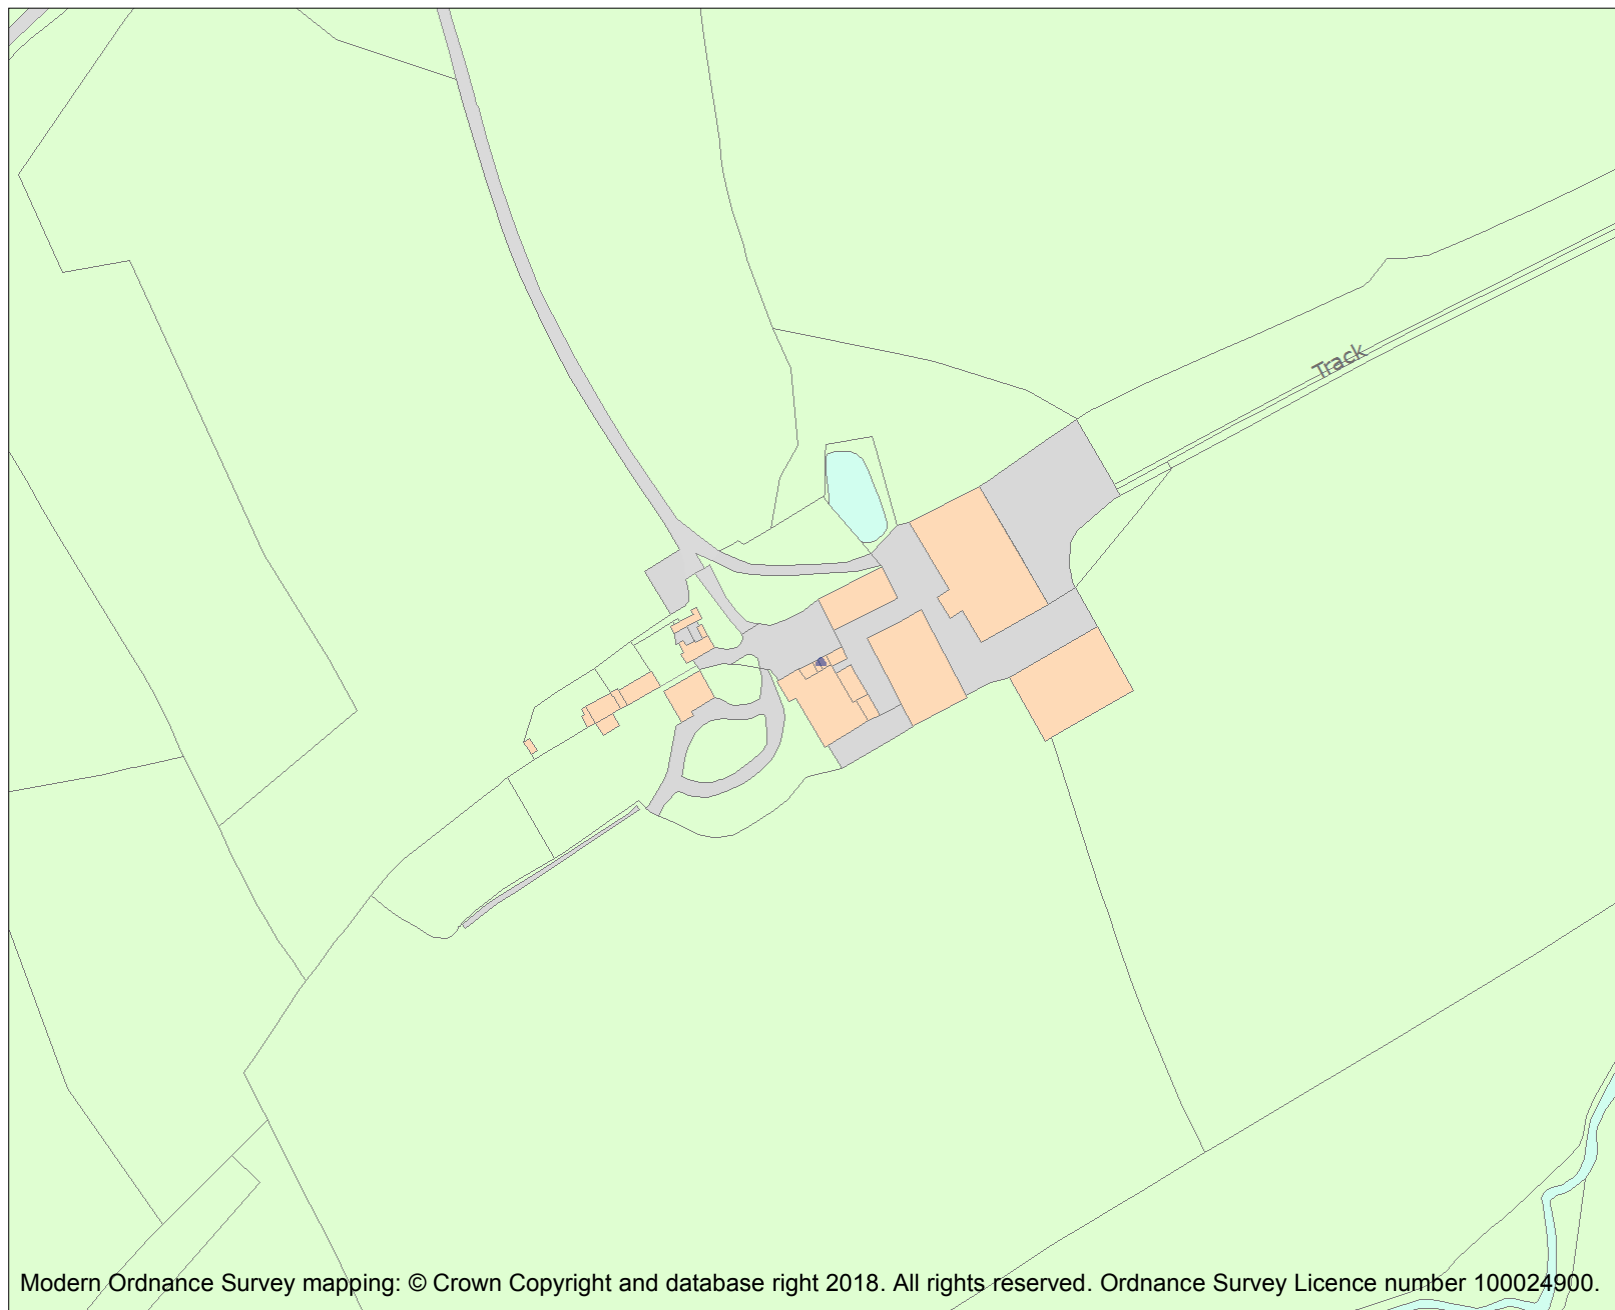 Track
Modern Ordnance Survey mapping: © Crown Copyright and database right 2018. All rights reserved. Ordnance Survey Licence number 100024900.